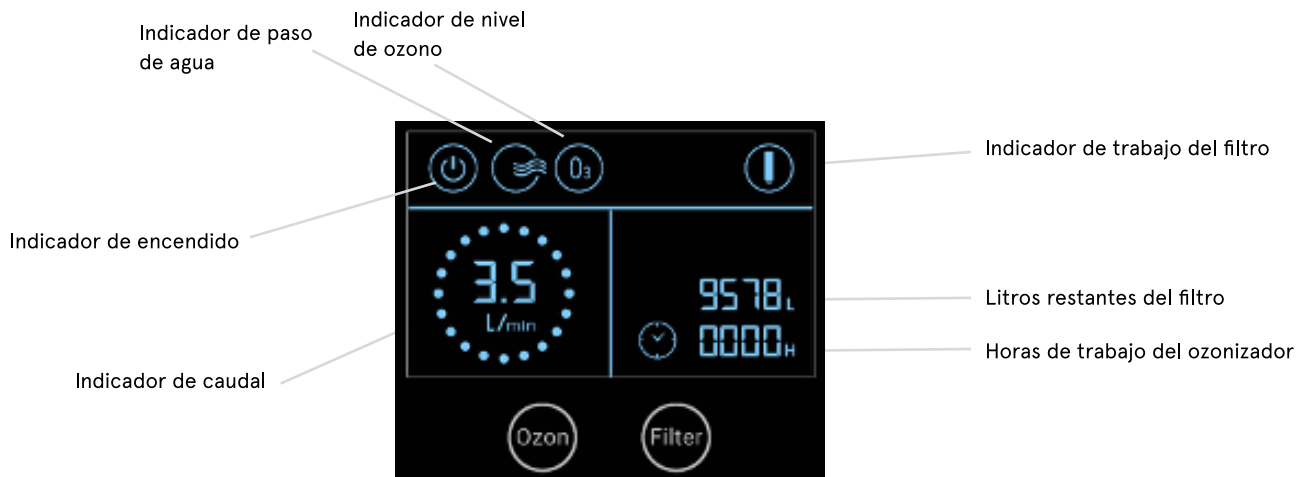 Indicador de paso
de agua
Indicador de nivel
de ozono
Indicador de trabajo del filtro
Indicador de encendido
Litros restantes del filtro
Horas de trabajo del ozonizador
Indicador de caudal
O₃
3.5
L/min
9578L
0000H
Ozon
Filter